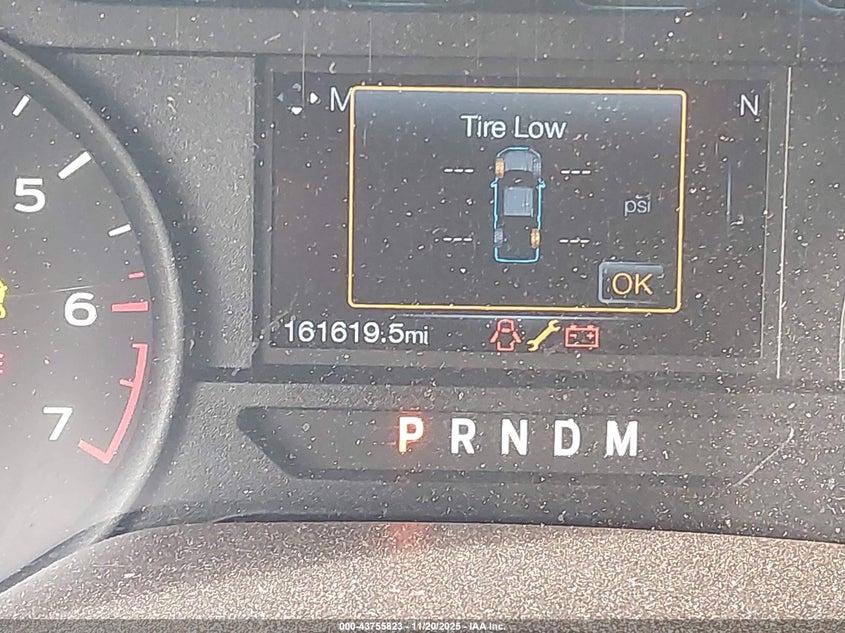 M
N
Tire Low
--- ---
psi
--- ---
OK
5
6
7
161619.5mi
P R N D M
000-43755823 - 11/20/2025 - IAA Inc.